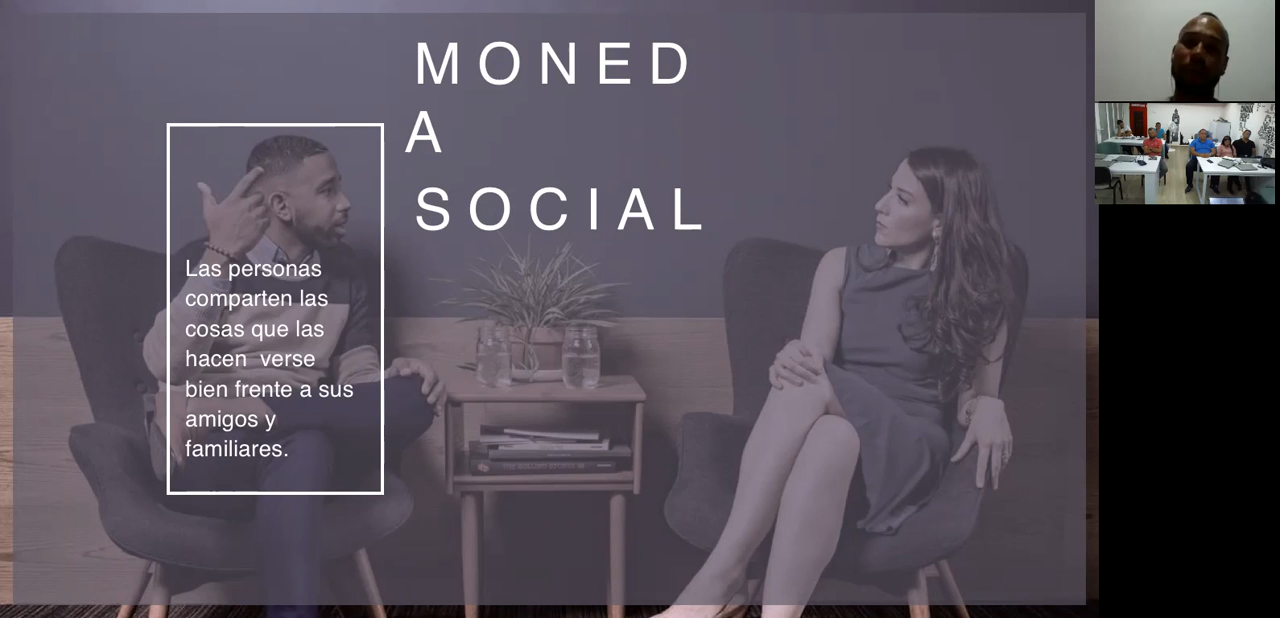 MONED
A
SOCIAL
Las personas
comparten las
cosas que las
hacen verse
bien frente a sus
amigos y
familiares.